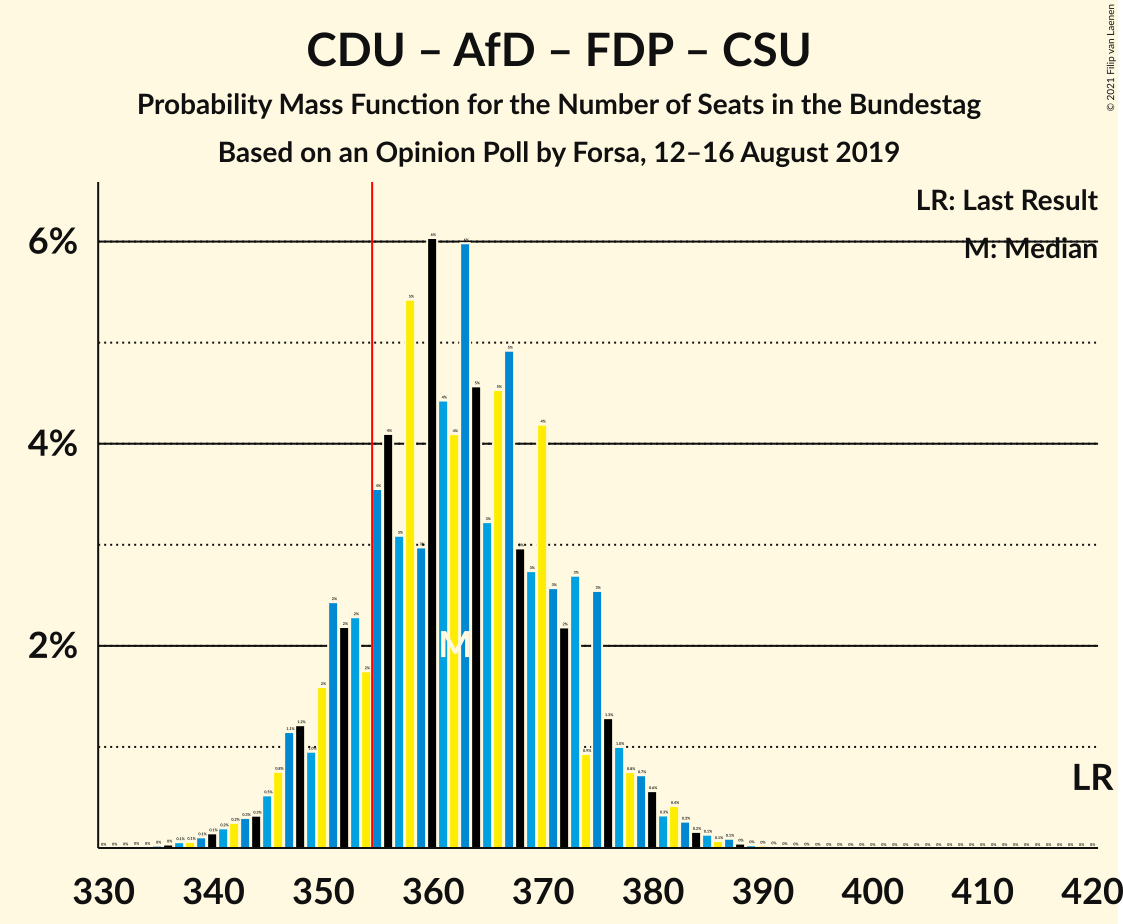 CDU – AfD – FDP – CSU
Probability Mass Function for the Number of Seats in the Bundestag
Based on an Opinion Poll by Forsa, 12–16 August 2019
© 2021 Filip van Laenen
LR: Last Result
M: Median
6%
4%
2%
M
LR
330 340 350 360 370 380 390 400 410 420